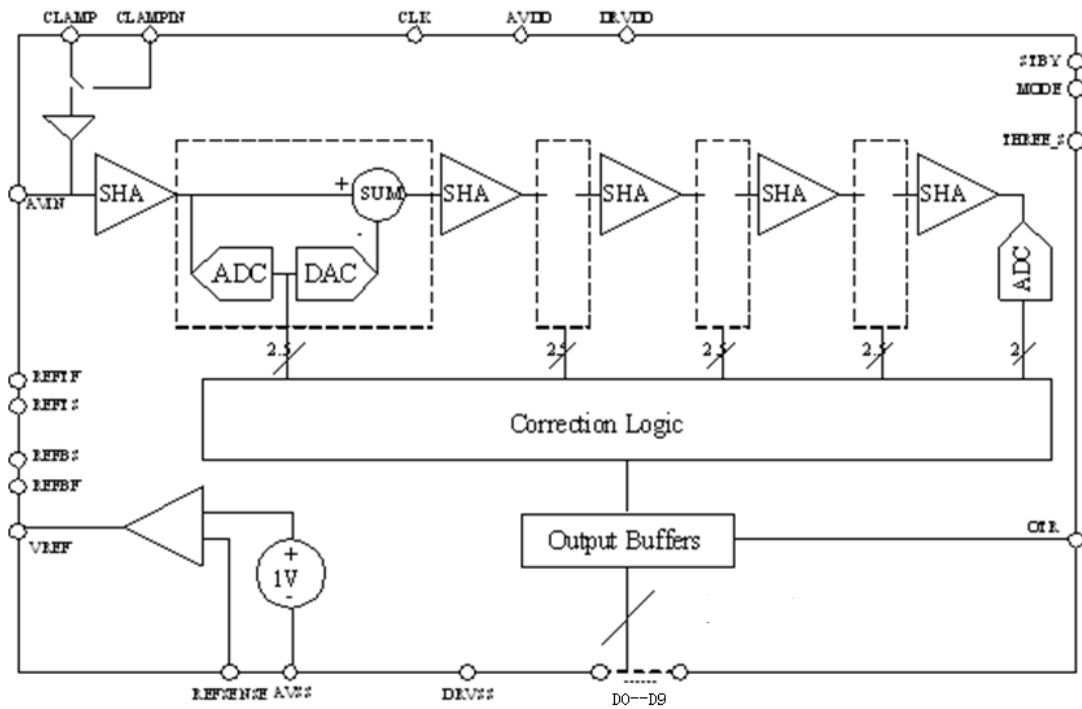 CLAMP CLAMPIN CLK AVDD DRVDD
STBY
MODE
THREE_S
SHA + SUM SHA SHA SHA SHA
AVIN
-
ADC DAC ADC
2.5 2.5 2.5 2.5 2
REFTF
REFTS
Correction Logic
REFBS
REFBF
VREF
Output Buffers OTR
+
1V
-
REFSENSE AVSS DRVSS D0--D9